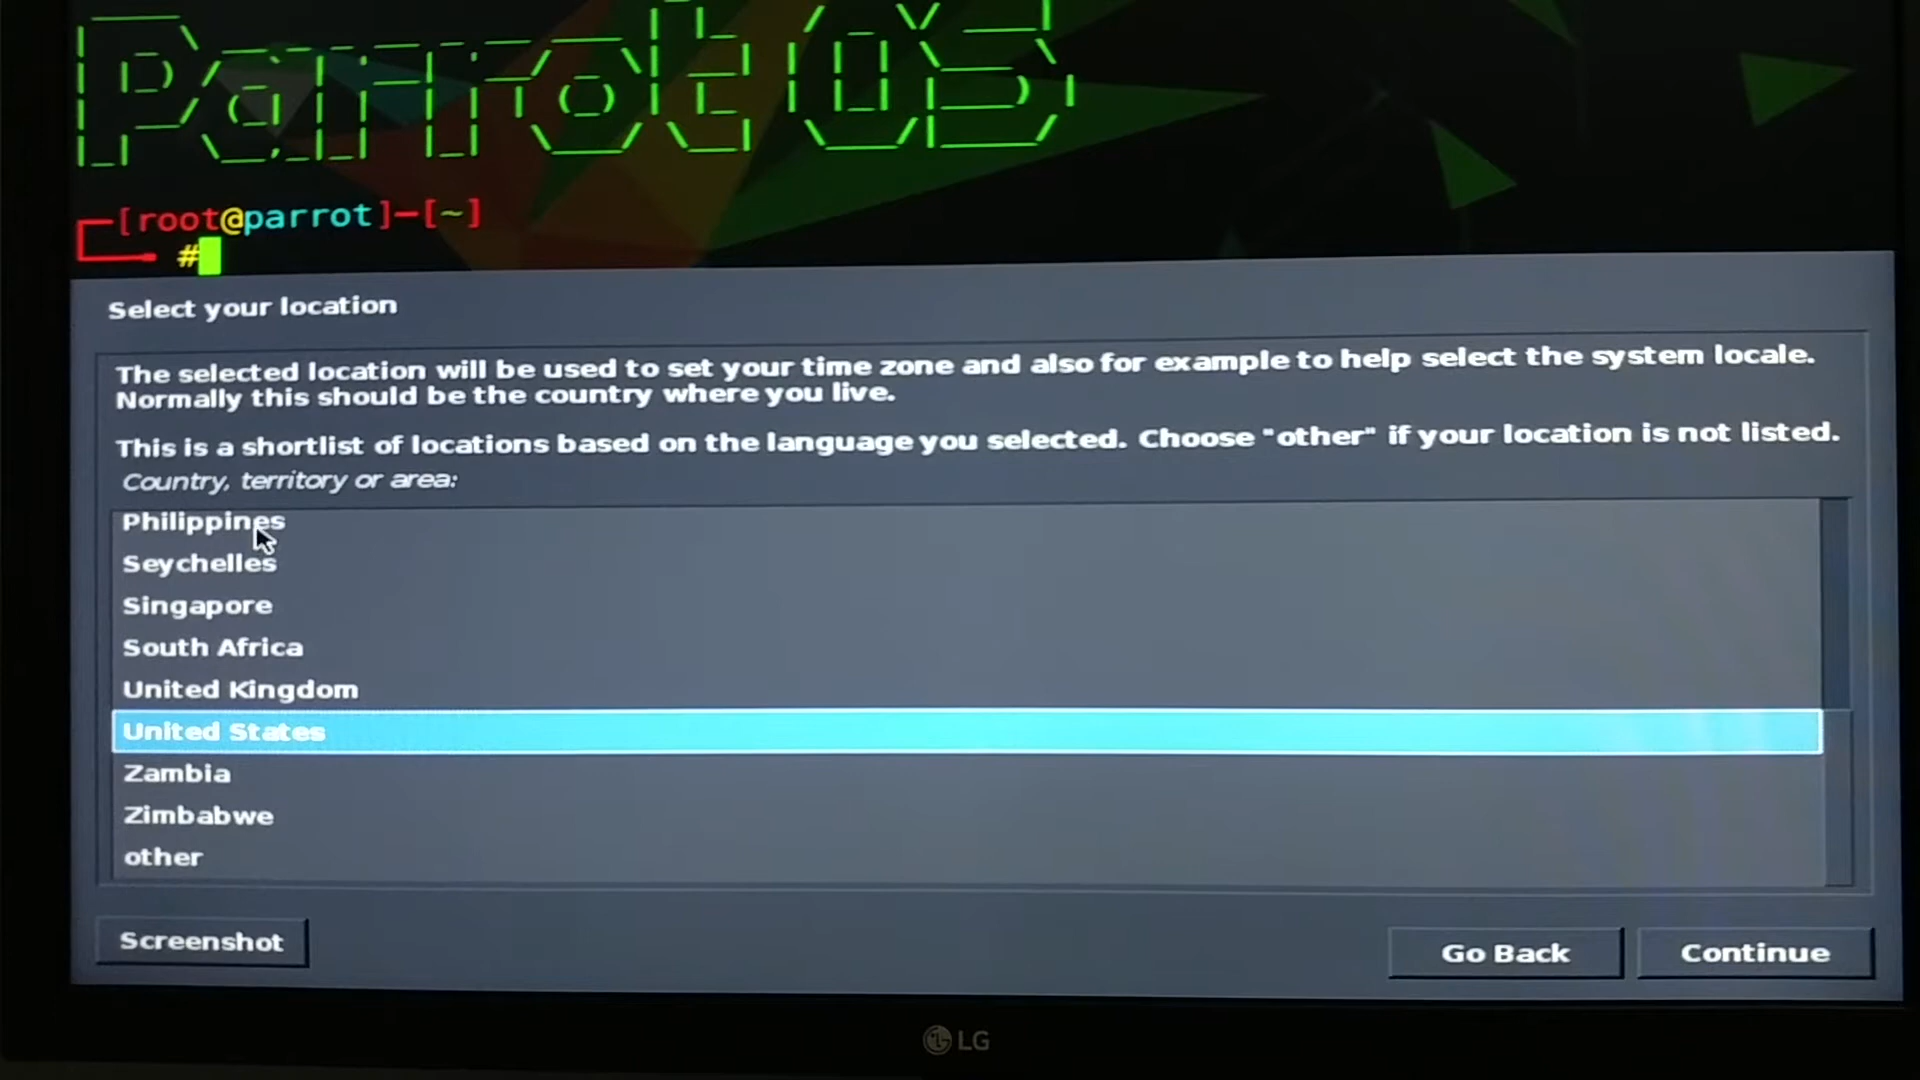 Parrot OS
[root@parrot]-[~]
#
Select your location
The selected location will be used to set your time zone and also for example to help select the system locale.
Normally this should be the country where you live.
This is a shortlist of locations based on the language you selected. Choose "other" if your location is not listed.
Country, territory or area:
Philippines
Seychelles
Singapore
South Africa
United Kingdom
United States
Zambia
Zimbabwe
other
Screenshot
Go Back
Continue
LG